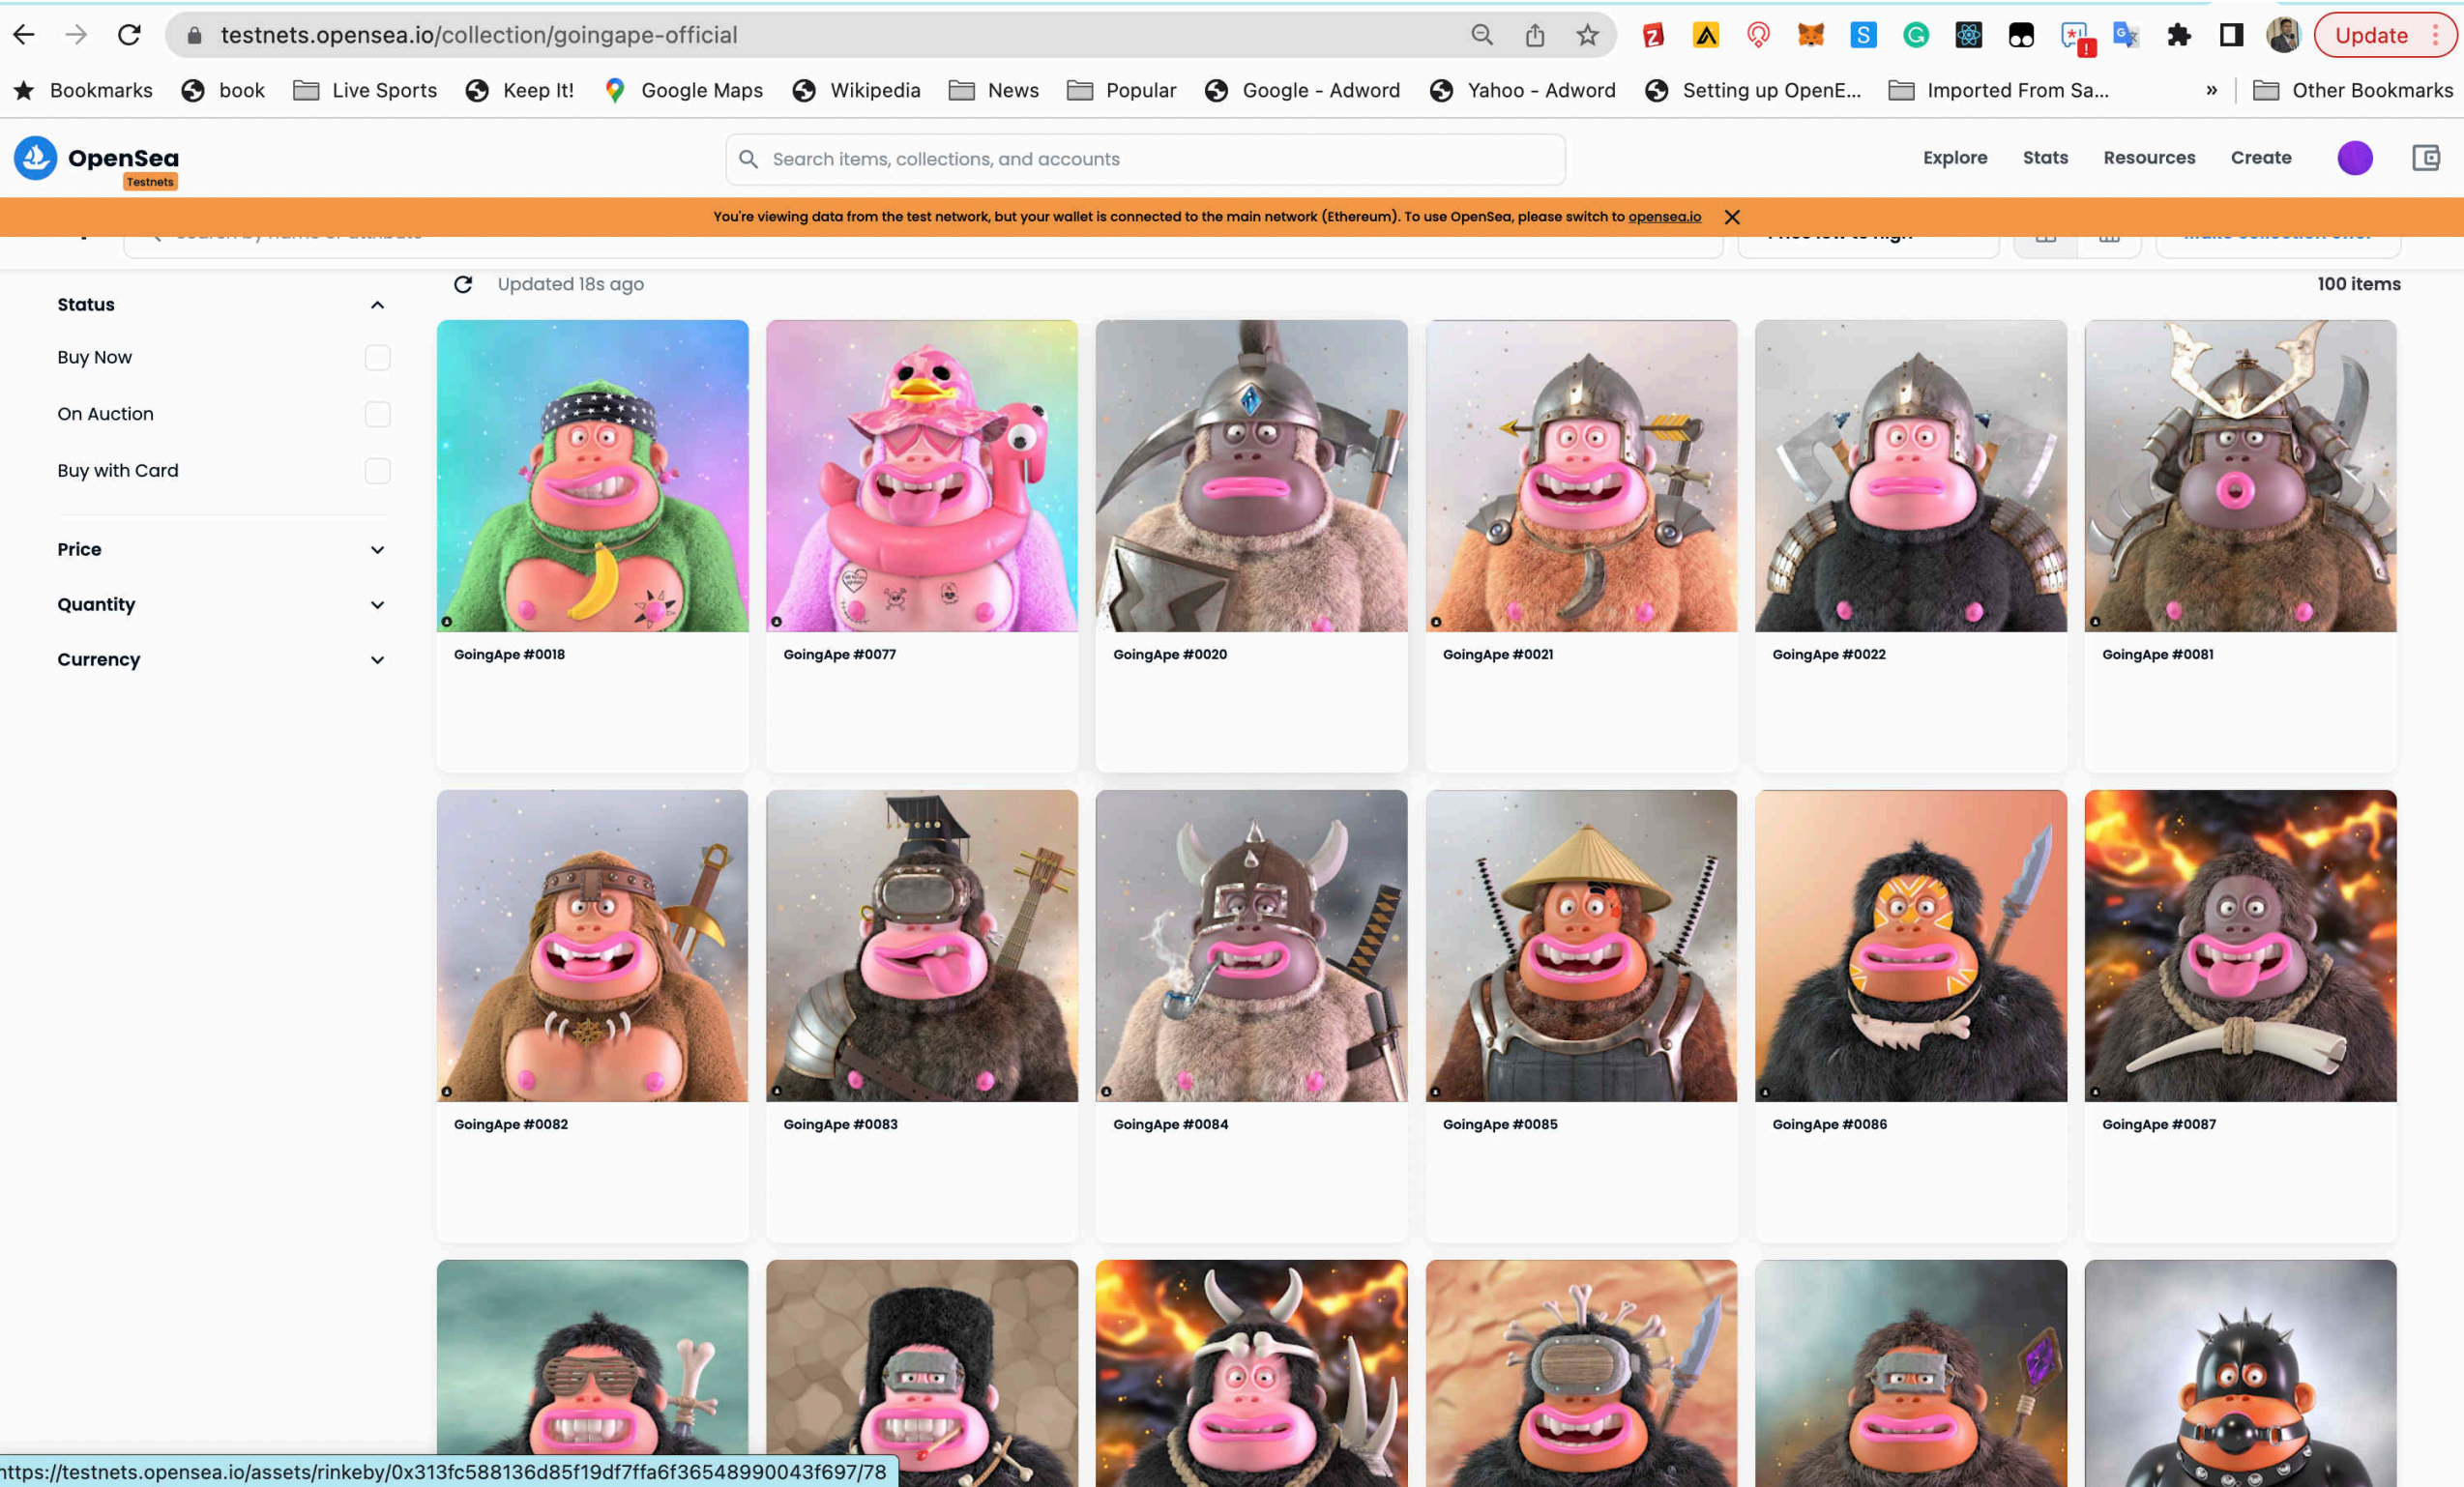 testnets.opensea.io/collection/goingape-official
Update
Bookmarks book Live Sports Keep It! Google Maps Wikipedia News Popular Google - Adword Yahoo - Adword Setting up OpenE... Imported From Sa... » Other Bookmarks
OpenSea
Testnets
Search items, collections, and accounts
Explore Stats Resources Create
You're viewing data from the test network, but your wallet is connected to the main network (Ethereum). To use OpenSea, please switch to opensea.io
Updated 18s ago
100 items
Status
Buy Now
On Auction
Buy with Card
Price
Quantity
Currency
GoingApe #0018
GoingApe #0077
GoingApe #0020
GoingApe #0021
GoingApe #0022
GoingApe #0081
GoingApe #0082
GoingApe #0083
GoingApe #0084
GoingApe #0085
GoingApe #0086
GoingApe #0087
https://testnets.opensea.io/assets/rinkeby/0x313fc588136d85f19df7ffa6f36548990043f697/78